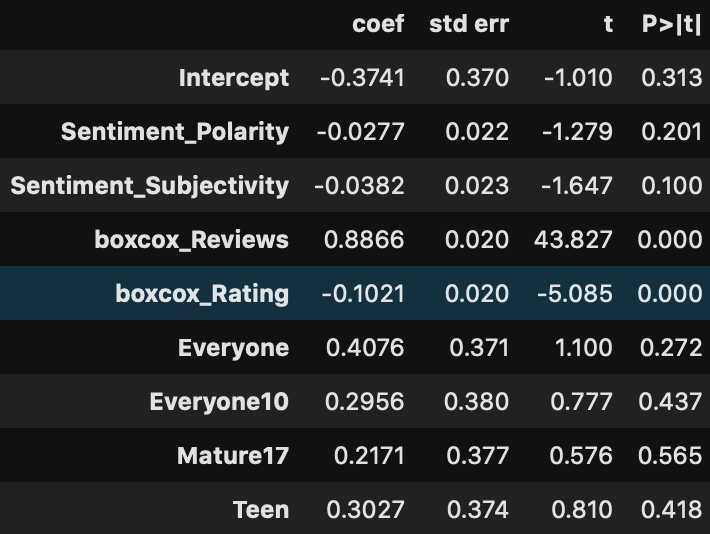 coef std err t P>|t|
Intercept -0.3741 0.370 -1.010 0.313
Sentiment_Polarity -0.0277 0.022 -1.279 0.201
Sentiment_Subjectivity -0.0382 0.023 -1.647 0.100
boxcox_Reviews 0.8866 0.020 43.827 0.000
boxcox_Rating -0.1021 0.020 -5.085 0.000
Everyone 0.4076 0.371 1.100 0.272
Everyone10 0.2956 0.380 0.777 0.437
Mature17 0.2171 0.377 0.576 0.565
Teen 0.3027 0.374 0.810 0.418